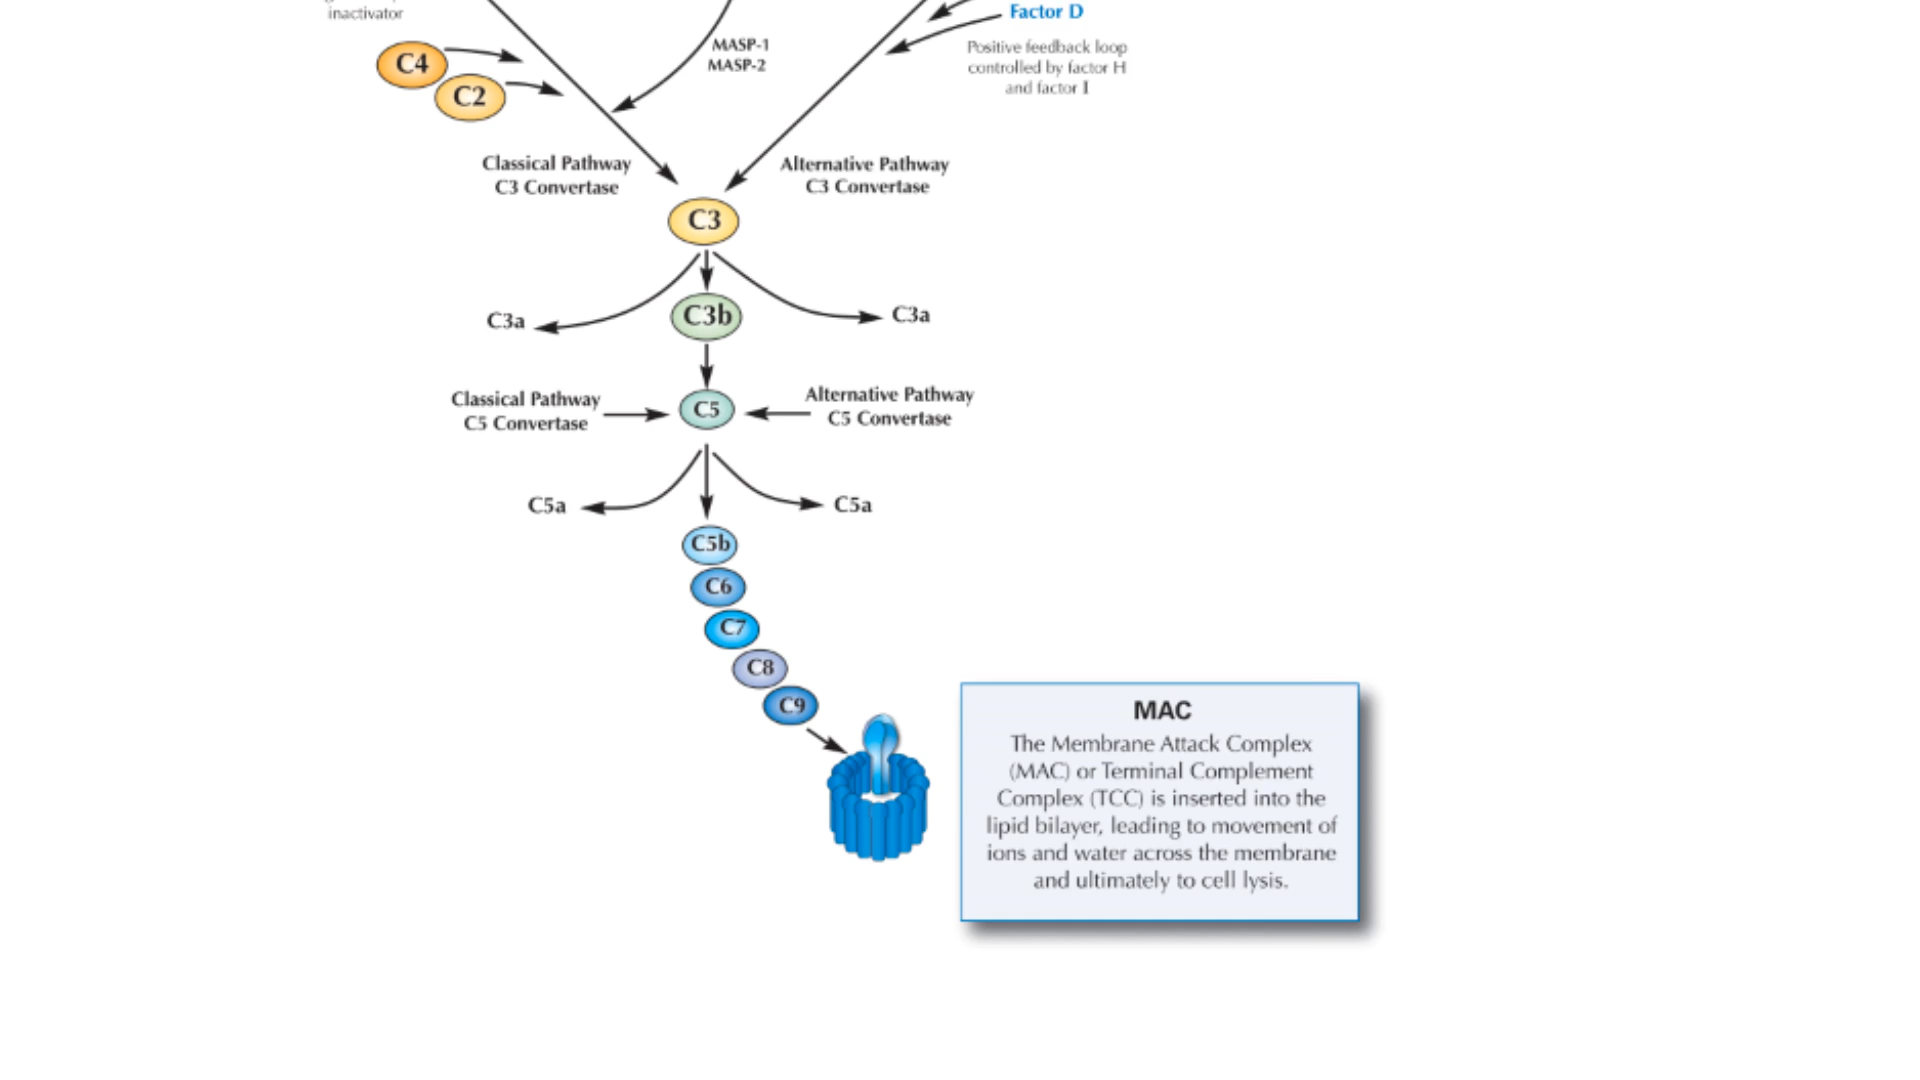 inactivator
Factor D
C4
C2
MASP-1
MASP-2
Positive feedback loop
controlled by factor H
and factor I
Classical Pathway
C3 Convertase
Alternative Pathway
C3 Convertase
C3
C3a
C3b
C3a
Classical Pathway
C5 Convertase
C5
Alternative Pathway
C5 Convertase
C5a
C5a
C5b
C6
C7
C8
C9
MAC
The Membrane Attack Complex
(MAC) or Terminal Complement
Complex (TCC) is inserted into the
lipid bilayer, leading to movement of
ions and water across the membrane
and ultimately to cell lysis.